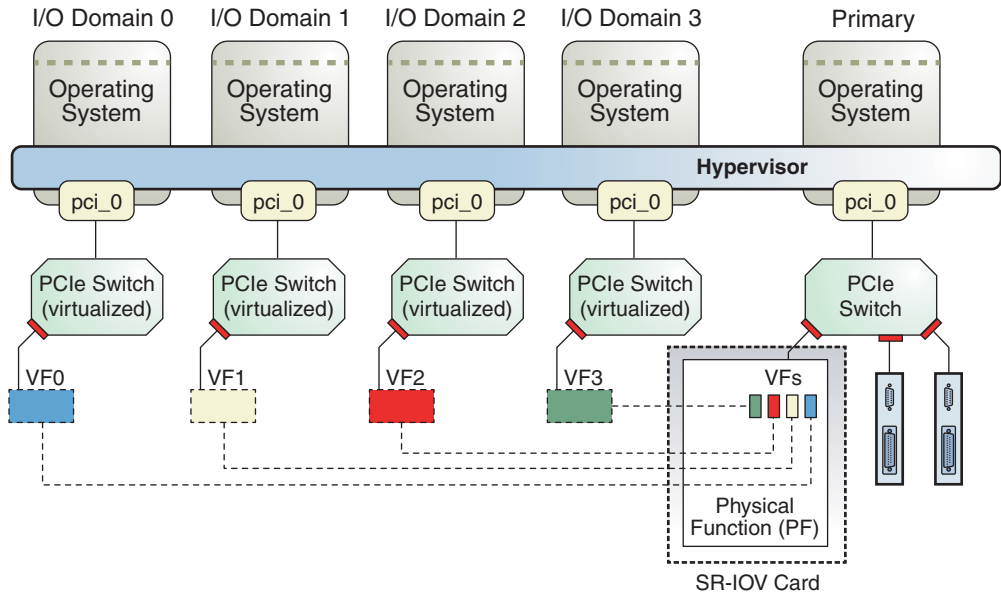 I/O Domain 0
I/O Domain 1
I/O Domain 2
I/O Domain 3
Primary
Operating
System
Operating
System
Operating
System
Operating
System
Operating
System
Hypervisor
pci_0
pci_0
pci_0
pci_0
pci_0
PCIe Switch
(virtualized)
PCIe Switch
(virtualized)
PCIe Switch
(virtualized)
PCIe Switch
(virtualized)
PCIe
Switch
VF0
VF1
VF2
VF3
VFs
Physical
Function (PF)
SR-IOV Card